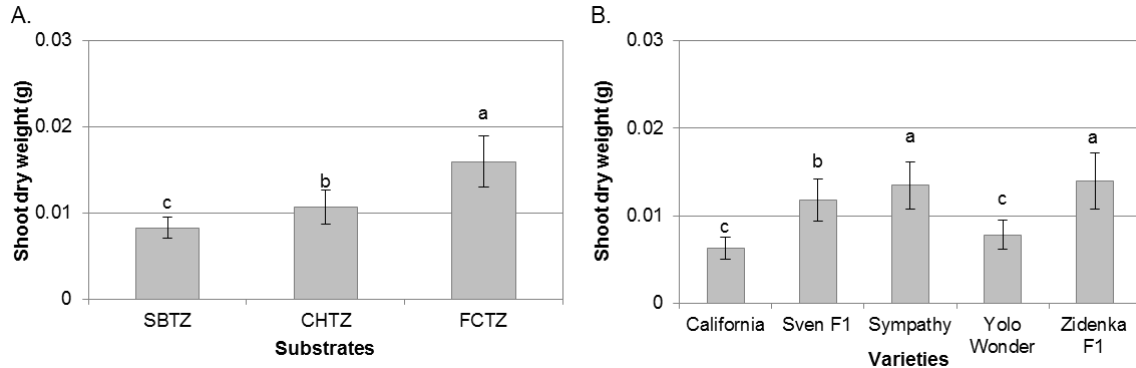 A.
Shoot dry weight (g)
0.03
0.02
0.01
0
c
b
a
SBTZ
CHTZ
FCTZ
Substrates
B.
Shoot dry weight (g)
0.03
0.02
0.01
0
c
b
a
c
a
California
Sven F1
Sympathy
Yolo
Wonder
Zidenka
F1
Varieties